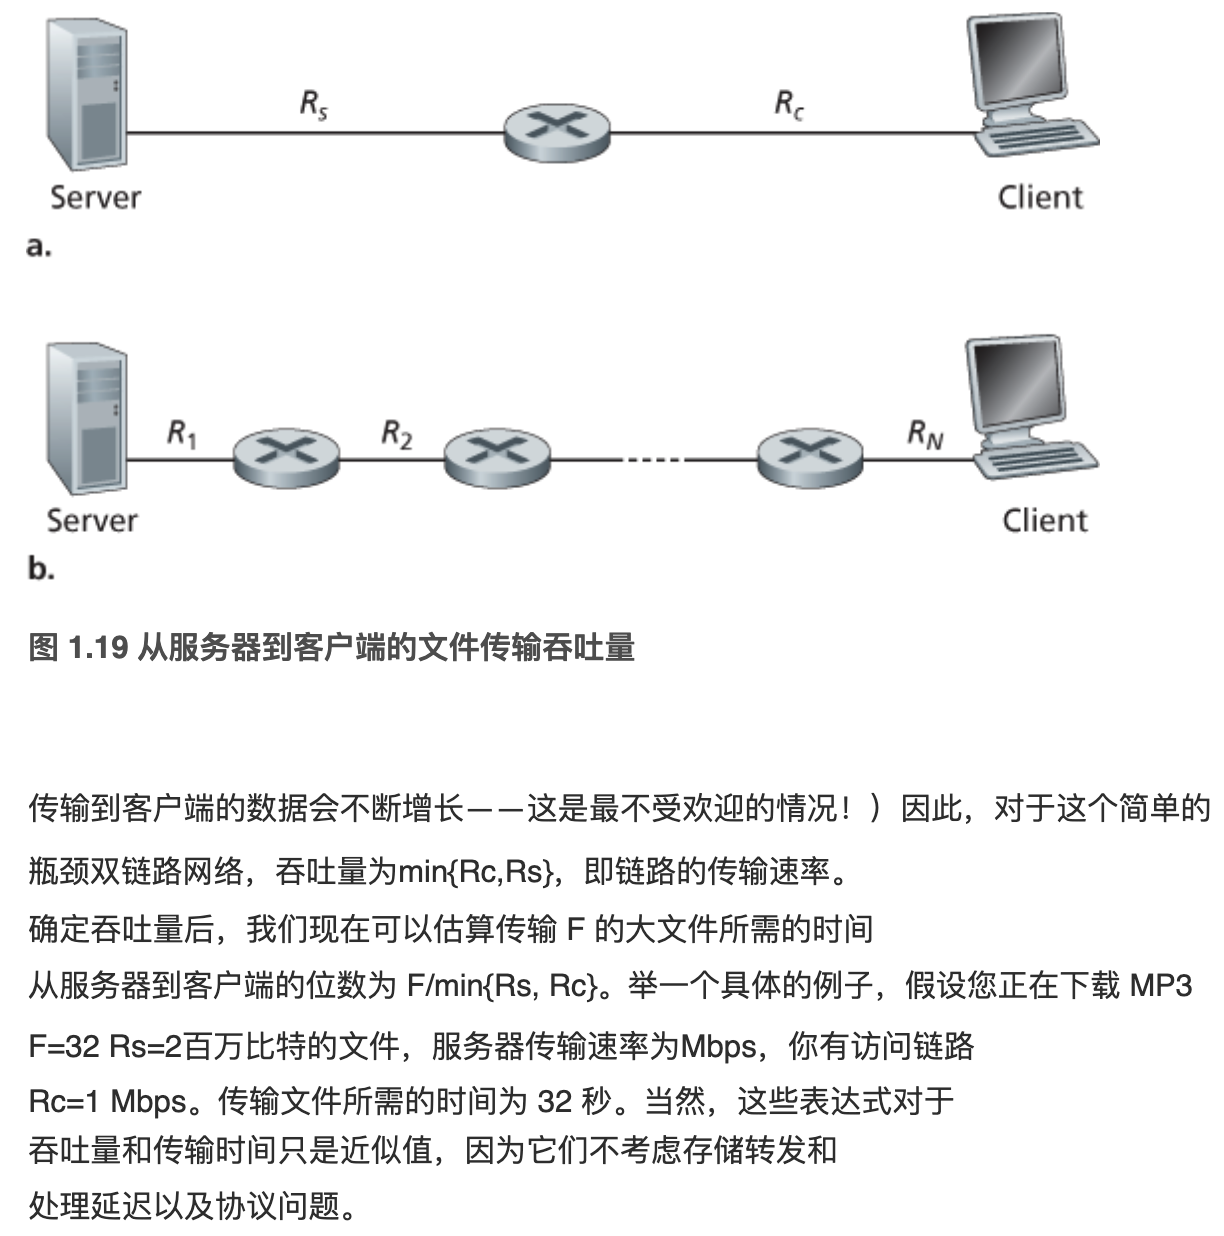 Rs Rc
Server Client
a.
R1 R2 RN
Server Client
b.
图 1.19 从服务器到客户端的文件传输吞吐量
传输到客户端的数据会不断增长——这是最不受欢迎的情况！）因此，对于这个简单的
瓶颈双链路网络，吞吐量为min{Rc,Rs}，即链路的传输速率。
确定吞吐量后，我们现在可以估算传输 F 的大文件所需的时间
从服务器到客户端的位数为 F/min{Rs, Rc}。举一个具体的例子，假设您正在下载 MP3
F=32 Rs=2百万比特的文件，服务器传输速率为Mbps，你有访问链路
Rc=1 Mbps。传输文件所需的时间为 32 秒。当然，这些表达式对于
吞吐量和传输时间只是近似值，因为它们不考虑存储转发和
处理延迟以及协议问题。